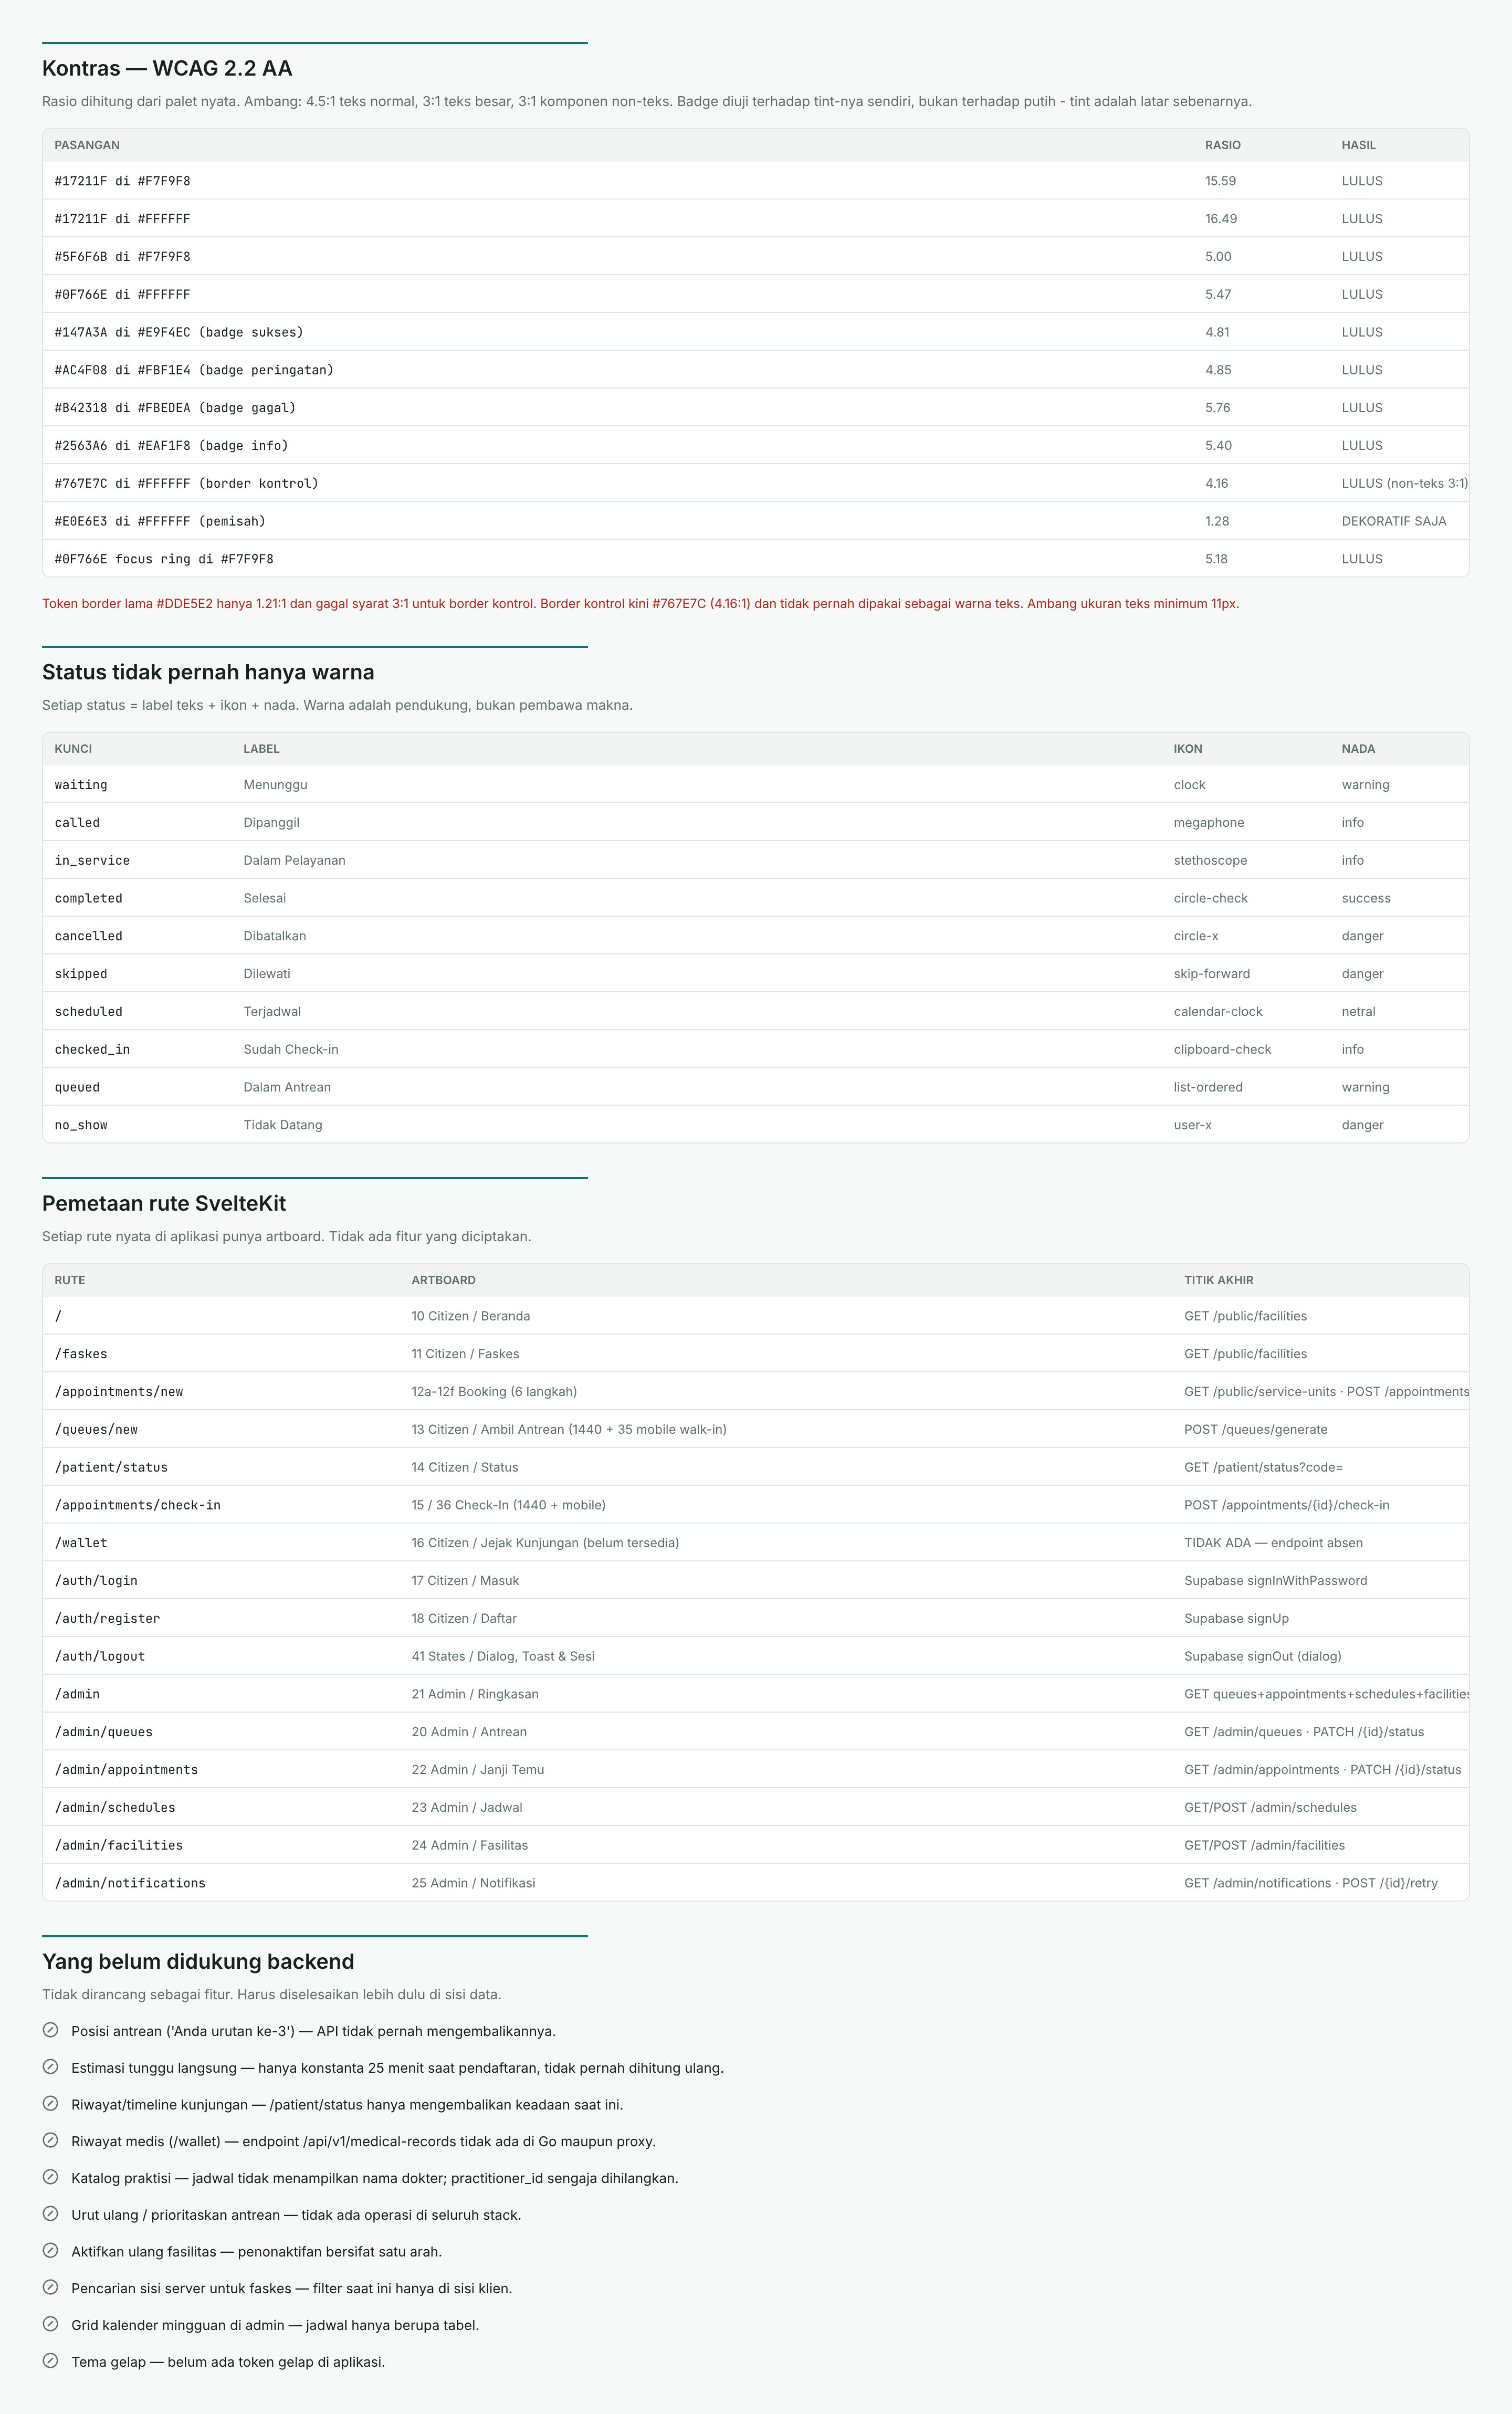 Kontras — WCAG 2.2 AA
Rasio dihitung dari palet nyata. Ambang: 4.5:1 teks normal, 3:1 teks besar, 3:1 komponen non-teks. Badge diuji terhadap tint-nya sendiri, bukan terhadap putih - tint adalah latar sebenarnya.
PASANGAN RASIO HASIL
#17211F di #F7F9F8 15.59 LULUS
#17211F di #FFFFFF 16.49 LULUS
#5F6F6B di #F7F9F8 5.00 LULUS
#0F766E di #FFFFFF 5.47 LULUS
#147A3A di #E9F4EC (badge sukses) 4.81 LULUS
#AC4F08 di #FBF1E4 (badge peringatan) 4.85 LULUS
#B42318 di #FBEDEA (badge gagal) 5.76 LULUS
#2563A6 di #EAF1F8 (badge info) 5.40 LULUS
#767E7C di #FFFFFF (border kontrol) 4.16 LULUS (non-teks 3:1)
#E0E6E3 di #FFFFFF (pemisah) 1.28 DEKORATIF SAJA
#0F766E focus ring di #F7F9F8 5.18 LULUS
Token border lama #DDE5E2 hanya 1.21:1 dan gagal syarat 3:1 untuk border kontrol. Border kontrol kini #767E7C (4.16:1) dan tidak pernah dipakai sebagai warna teks. Ambang ukuran teks minimum 11px.
Status tidak pernah hanya warna
Setiap status = label teks + ikon + nada. Warna adalah pendukung, bukan pembawa makna.
KUNCI LABEL IKON NADA
waiting Menunggu clock warning
called Dipanggil megaphone info
in_service Dalam Pelayanan stethoscope info
completed Selesai circle-check success
cancelled Dibatalkan circle-x danger
skipped Dilewati skip-forward danger
scheduled Terjadwal calendar-clock netral
checked_in Sudah Check-in clipboard-check info
queued Dalam Antrean list-ordered warning
no_show Tidak Datang user-x danger
Pemetaan rute SvelteKit
Setiap rute nyata di aplikasi punya artboard. Tidak ada fitur yang diciptakan.
RUTE ARTBOARD TITIK AKHIR
/ 10 Citizen / Beranda GET /public/facilities
/faskes 11 Citizen / Faskes GET /public/facilities
/appointments/new 12a-12f Booking (6 langkah) GET /public/service-units · POST /appointments
/queues/new 13 Citizen / Ambil Antrean (1440 + 35 mobile walk-in) POST /queues/generate
/patient/status 14 Citizen / Status GET /patient/status?code=
/appointments/check-in 15 / 36 Check-In (1440 + mobile) POST /appointments/{id}/check-in
/wallet 16 Citizen / Jejak Kunjungan (belum tersedia) TIDAK ADA — endpoint absen
/auth/login 17 Citizen / Masuk Supabase signInWithPassword
/auth/register 18 Citizen / Daftar Supabase signUp
/auth/logout 41 States / Dialog, Toast & Sesi Supabase signOut (dialog)
/admin 21 Admin / Ringkasan GET queues+appointments+schedules+facilities
/admin/queues 20 Admin / Antrean GET /admin/queues · PATCH /{id}/status
/admin/appointments 22 Admin / Janji Temu GET /admin/appointments · PATCH /{id}/status
/admin/schedules 23 Admin / Jadwal GET/POST /admin/schedules
/admin/facilities 24 Admin / Fasilitas GET/POST /admin/facilities
/admin/notifications 25 Admin / Notifikasi GET /admin/notifications · POST /{id}/retry
Yang belum didukung backend
Tidak dirancang sebagai fitur. Harus diselesaikan lebih dulu di sisi data.
Posisi antrean ('Anda urutan ke-3') — API tidak pernah mengembalikannya.
Estimasi tunggu langsung — hanya konstanta 25 menit saat pendaftaran, tidak pernah dihitung ulang.
Riwayat/timeline kunjungan — /patient/status hanya mengembalikan keadaan saat ini.
Riwayat medis (/wallet) — endpoint /api/v1/medical-records tidak ada di Go maupun proxy.
Katalog praktisi — jadwal tidak menampilkan nama dokter; practitioner_id sengaja dihilangkan.
Urut ulang / prioritaskan antrean — tidak ada operasi di seluruh stack.
Aktifkan ulang fasilitas — penonaktifan bersifat satu arah.
Pencarian sisi server untuk faskes — filter saat ini hanya di sisi klien.
Grid kalender mingguan di admin — jadwal hanya berupa tabel.
Tema gelap — belum ada token gelap di aplikasi.